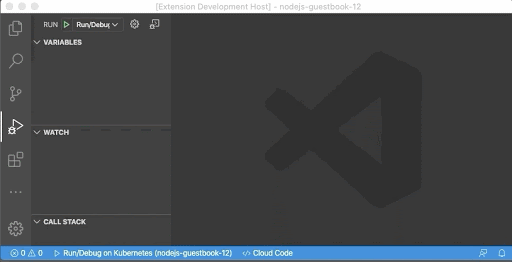 [Extension Development Host] - nodejs-guestbook-12
RUN Run/Debug
VARIABLES
WATCH
CALL STACK
0 0 Run/Debug on Kubernetes (nodejs-guestbook-12) Cloud Code